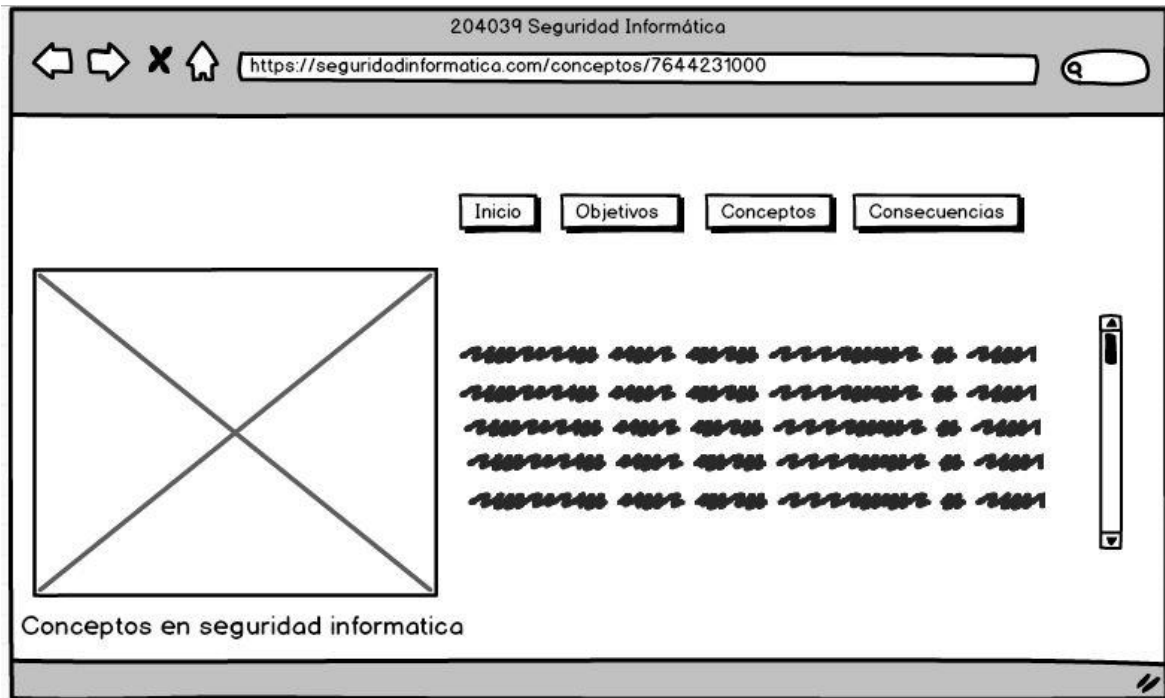 204039 Seguridad Informática
https://seguridadinformatica.com/conceptos/7644231000
Inicio Objetivos Conceptos Consecuencias
Conceptos en seguridad informatica